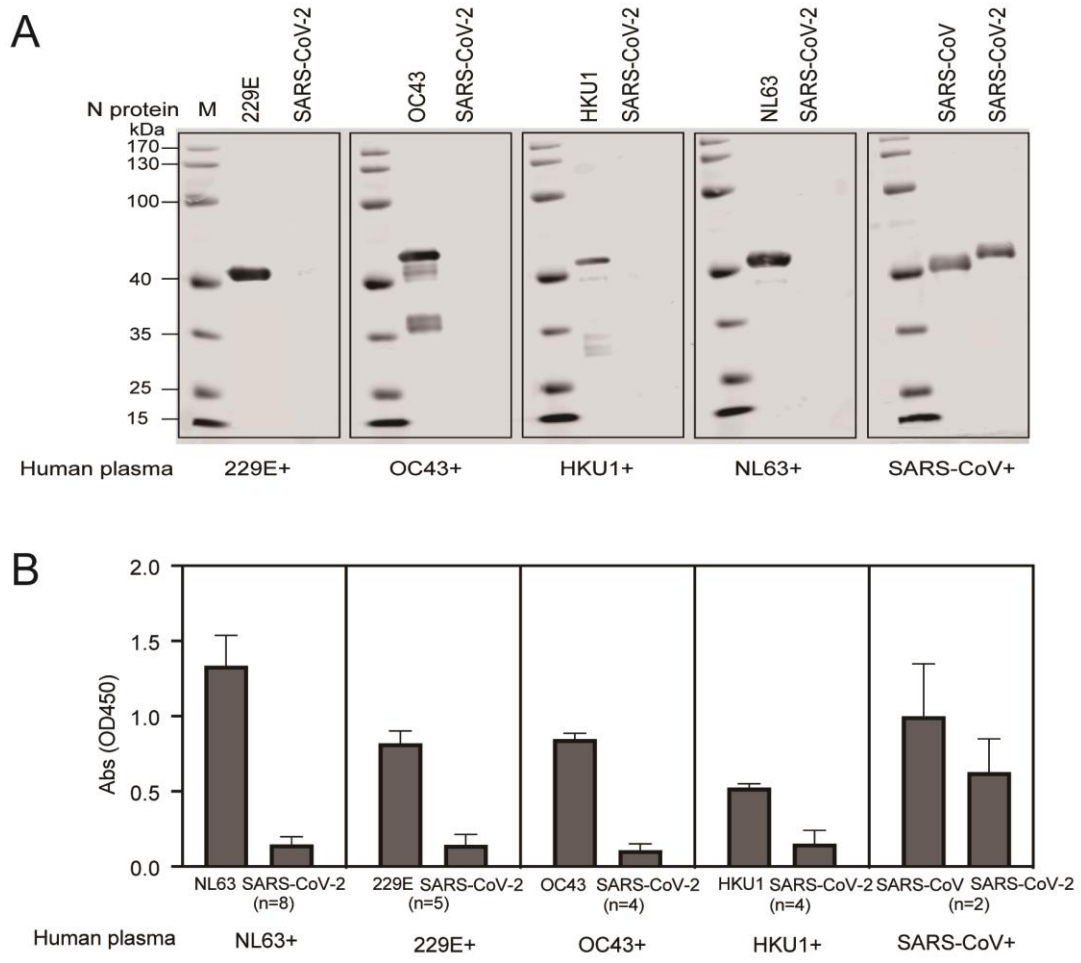 A
N protein M 229E SARS-CoV-2 OC43 SARS-CoV-2 HKU1 SARS-CoV-2 NL63 SARS-CoV-2 SARS-CoV SARS-CoV-2
kDa
170
130
100
40
35
25
15
Human plasma 229E+ OC43+ HKU1+ NL63+ SARS-CoV+
B
Abs (OD450)
2.0
1.5
1.0
0.5
0.0
NL63 SARS-CoV-2 229E SARS-CoV-2 OC43 SARS-CoV-2 HKU1 SARS-CoV-2 SARS-CoV SARS-CoV-2
(n=8) (n=5) (n=4) (n=4) (n=2)
Human plasma NL63+ 229E+ OC43+ HKU1+ SARS-CoV+